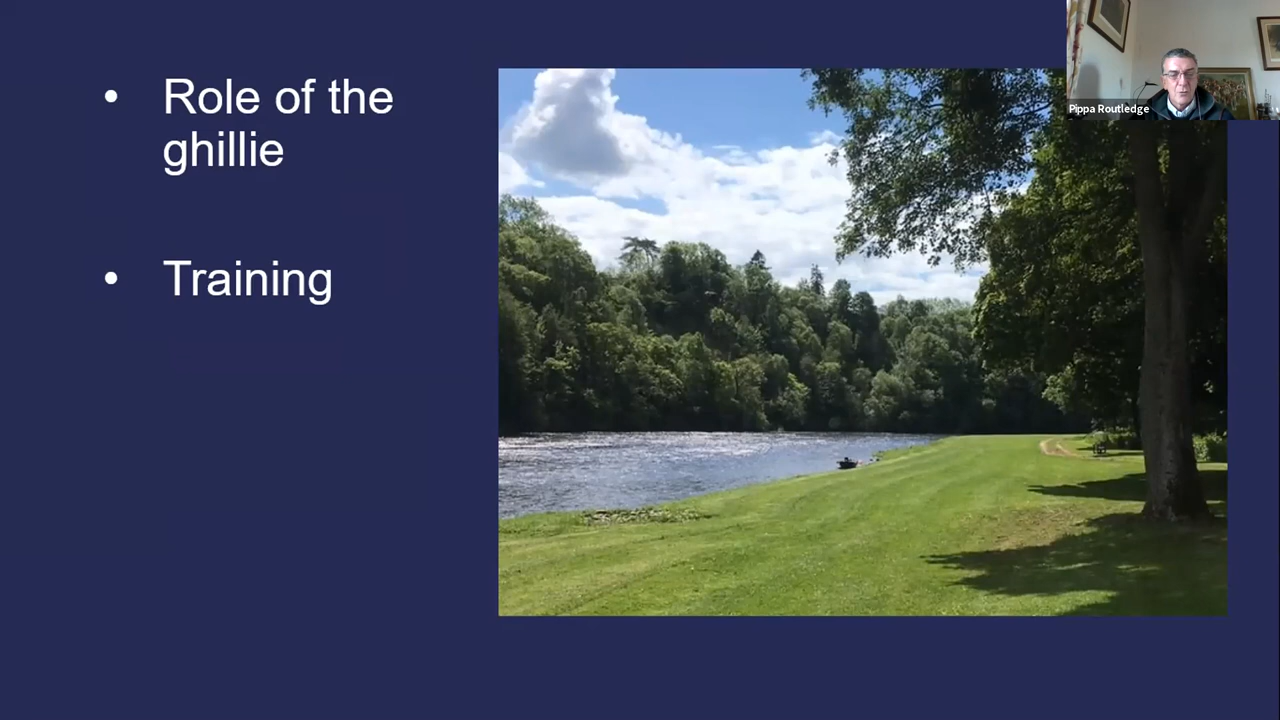 • Role of the
ghillie
• Training
Pippa Routledge